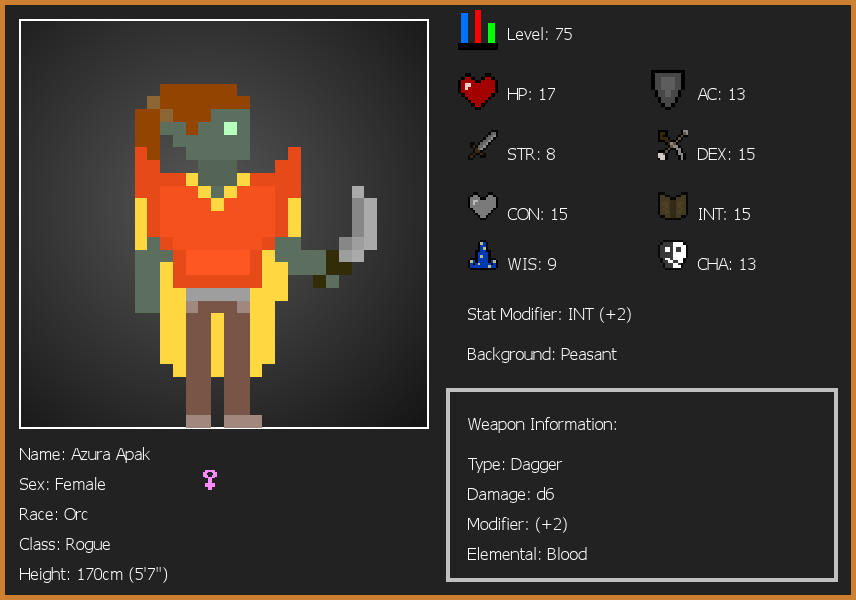 Level: 75
HP: 17
AC: 13
STR: 8
DEX: 15
CON: 15
INT: 15
WIS: 9
CHA: 13
Stat Modifier: INT (+2)
Background: Peasant
Weapon Information:
Type: Dagger
Damage: d6
Modifier: (+2)
Elemental: Blood
Name: Azura Apak
Sex: Female
Race: Orc
Class: Rogue
Height: 170cm (5'7")